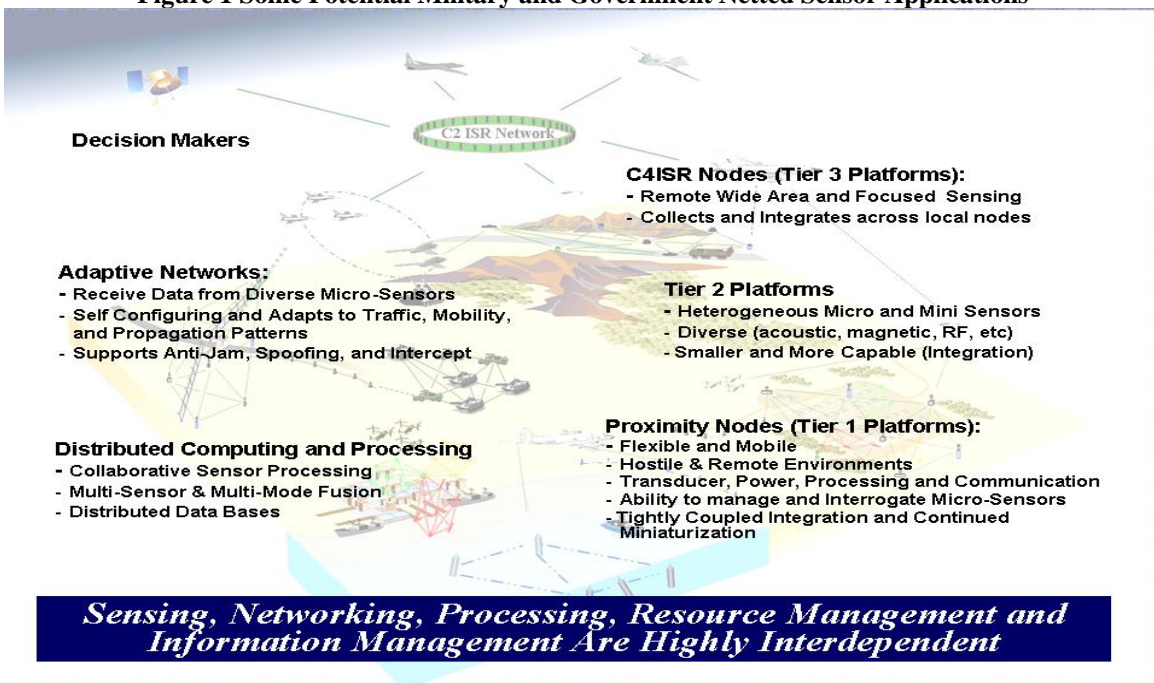 Figure 1 Some Potential Military and Government Netted Sensor Applications
C2 ISR Network
Decision Makers
C4ISR Nodes (Tier 3 Platforms):
- Remote Wide Area and Focused Sensing
- Collects and Integrates across local nodes
Adaptive Networks:
- Receive Data from Diverse Micro-Sensors
- Self Configuring and Adapts to Traffic, Mobility,
and Propagation Patterns
- Supports Anti-Jam, Spoofing, and Intercept
Tier 2 Platforms
- Heterogeneous Micro and Mini Sensors
- Diverse (acoustic, magnetic, RF, etc)
- Smaller and More Capable (Integration)
Distributed Computing and Processing
- Collaborative Sensor Processing
- Multi-Sensor & Multi-Mode Fusion
- Distributed Data Bases
Proximity Nodes (Tier 1 Platforms):
- Flexible and Mobile
- Hostile & Remote Environments
- Transducer, Power, Processing and Communication
- Ability to manage and Interrogate Micro-Sensors
- Tightly Coupled Integration and Continued
Miniaturization
Sensing, Networking, Processing, Resource Management and
Information Management Are Highly Interdependent